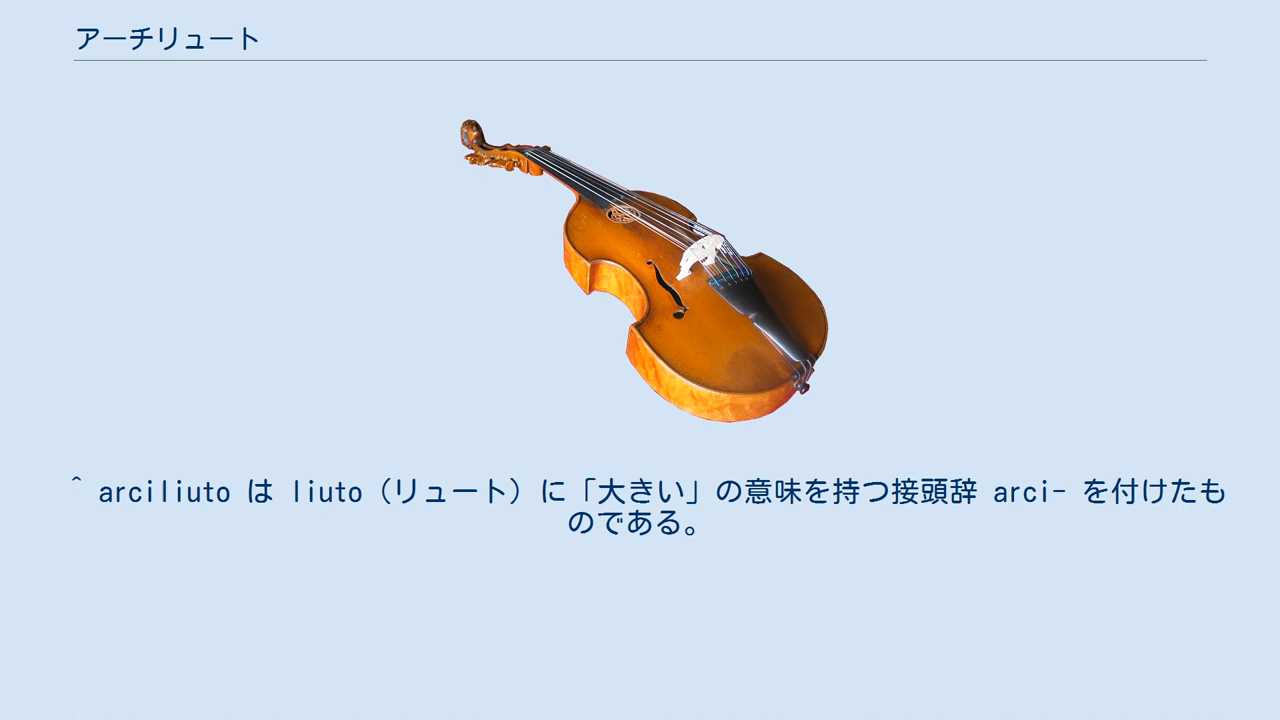 アーチリュート
^ arciliuto は liuto（リュート）に「大きい」の意味を持つ接頭辞 arci- を付けたも
のである。